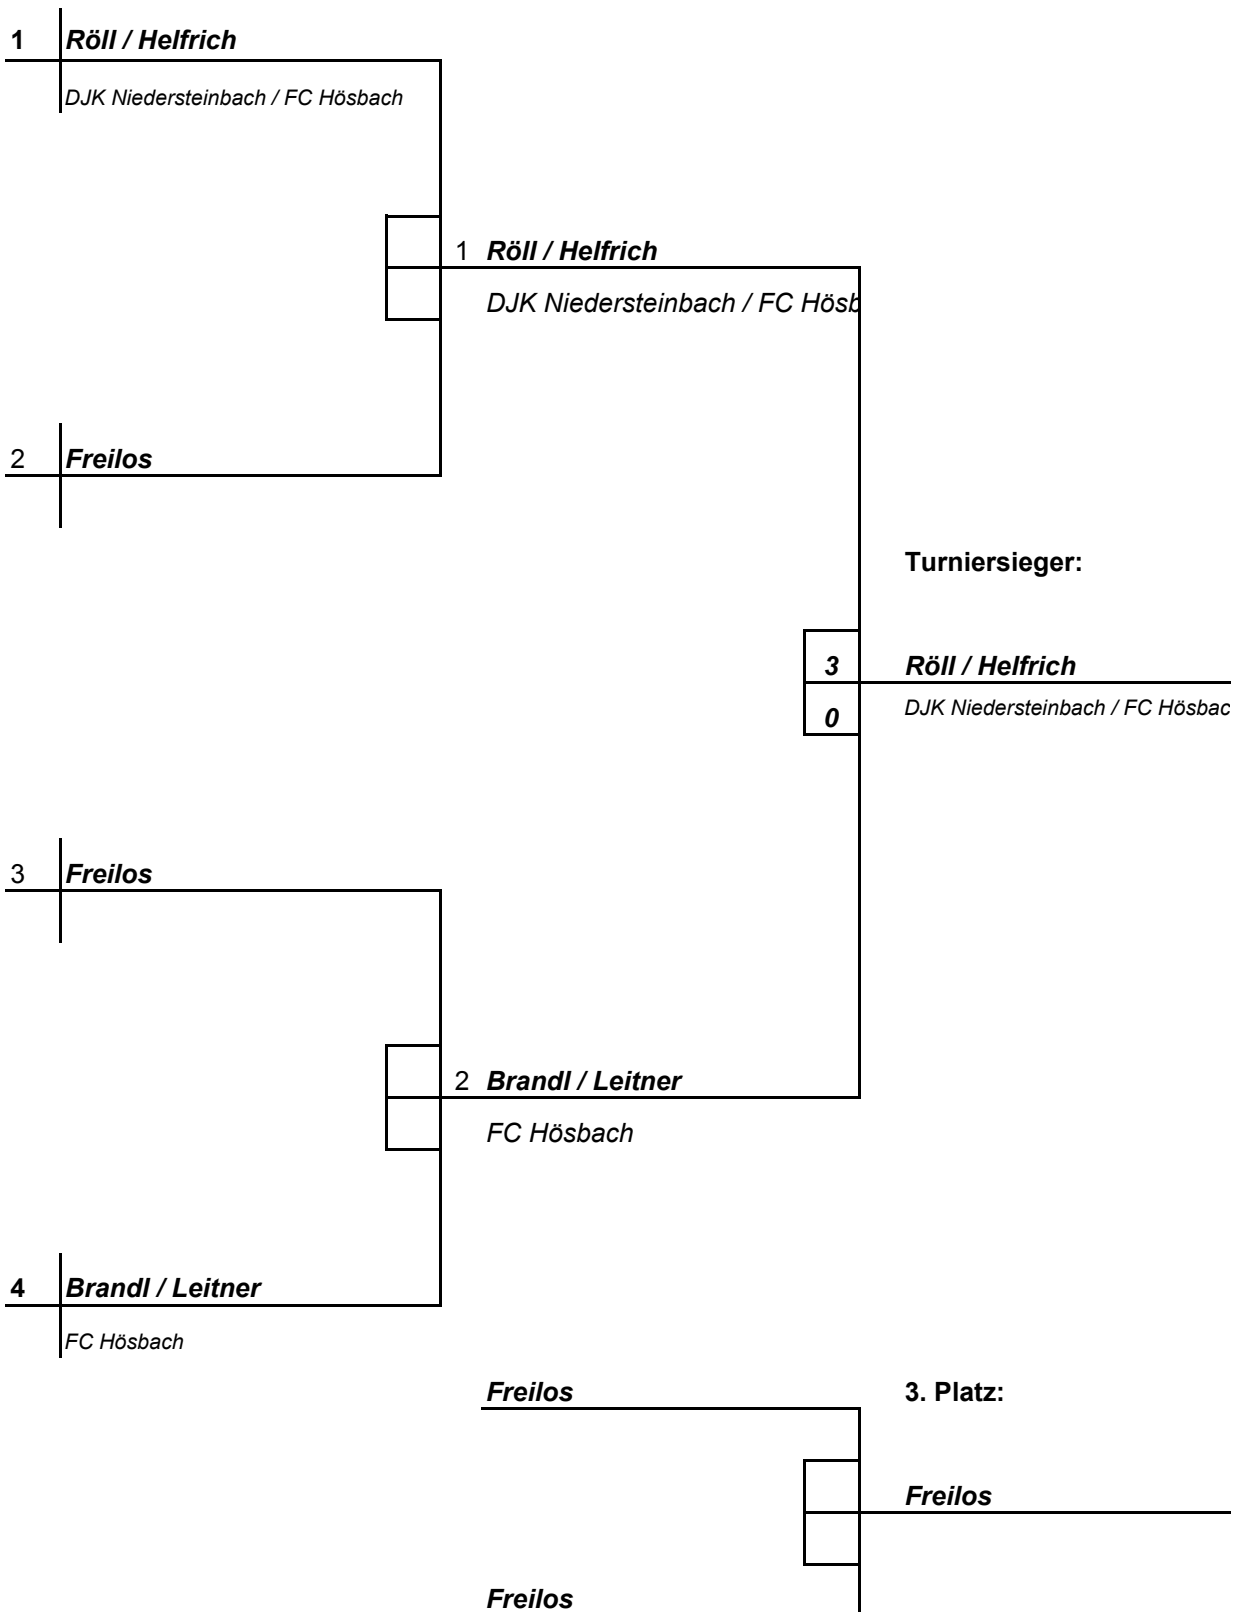 1 Röll / Helfrich
DJK Niedersteinbach / FC Hösbach
1 Röll / Helfrich
DJK Niedersteinbach / FC Hösb
2 Freilos
Turniersieger:
3 Röll / Helfrich
0 DJK Niedersteinbach / FC Hösbac
3 Freilos
2 Brandl / Leitner
FC Hösbach
4 Brandl / Leitner
FC Hösbach
Freilos 3. Platz:
Freilos
Freilos